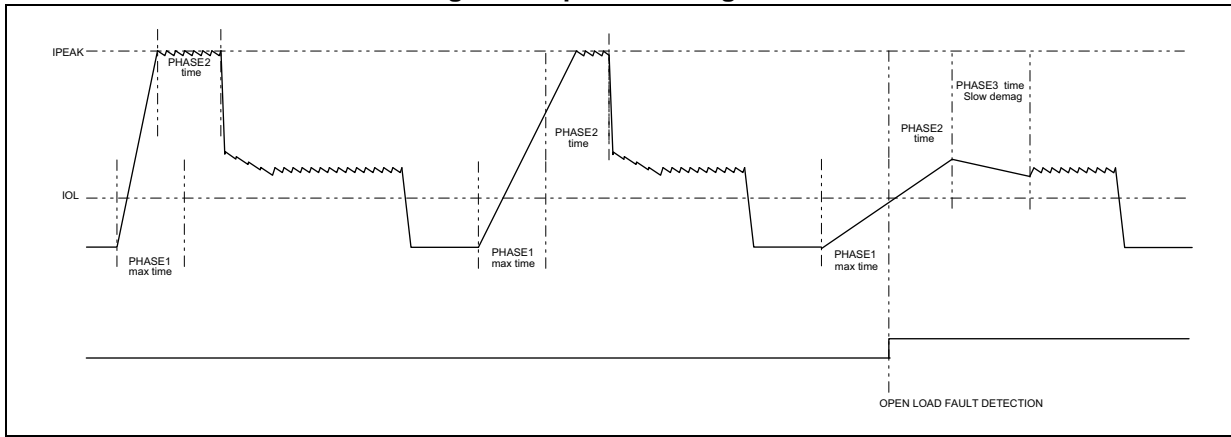 IPEAK
PHASE2
time
PHASE2
time
PHASE3 time
Slow demag
PHASE2
time
IOL
PHASE1
max time
PHASE1
max time
PHASE1
max time
OPEN LOAD FAULT DETECTION